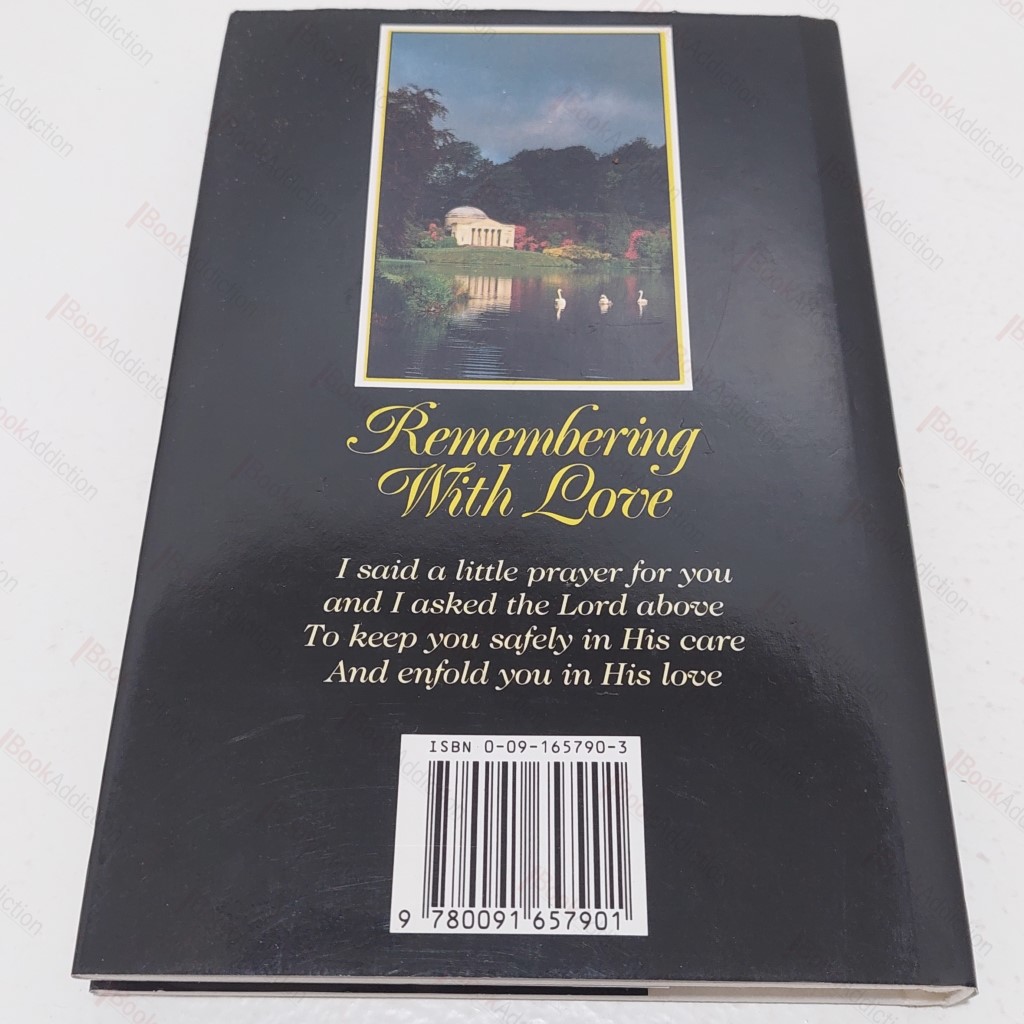 Remembering
With Love
I said a little prayer for you
and I asked the Lord above
To keep you safely in His care
And enfold you in His love
ISBN 0-09-165790-3
9 780091 657901
BookAddiction